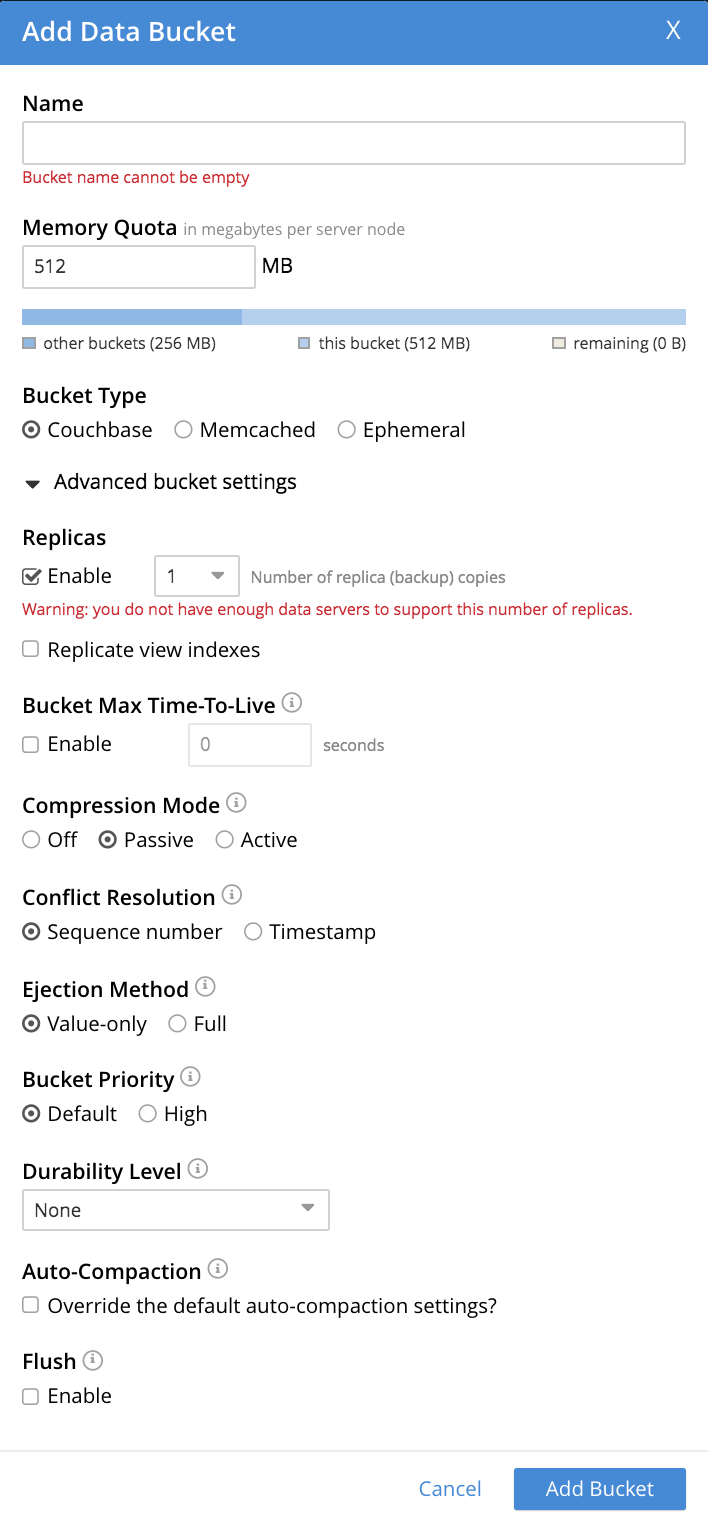 Add Data Bucket X
Name
Bucket name cannot be empty
Memory Quota in megabytes per server node
512 MB
other buckets (256 MB) this bucket (512 MB) remaining (0 B)
Bucket Type
Couchbase Memcached Ephemeral
Advanced bucket settings
Replicas
Enable 1 Number of replica (backup) copies
Warning: you do not have enough data servers to support this number of replicas.
Replicate view indexes
Bucket Max Time-To-Live
Enable 0 seconds
Compression Mode
Off Passive Active
Conflict Resolution
Sequence number Timestamp
Ejection Method
Value-only Full
Bucket Priority
Default High
Durability Level
None
Auto-Compaction
Override the default auto-compaction settings?
Flush
Enable
Cancel Add Bucket